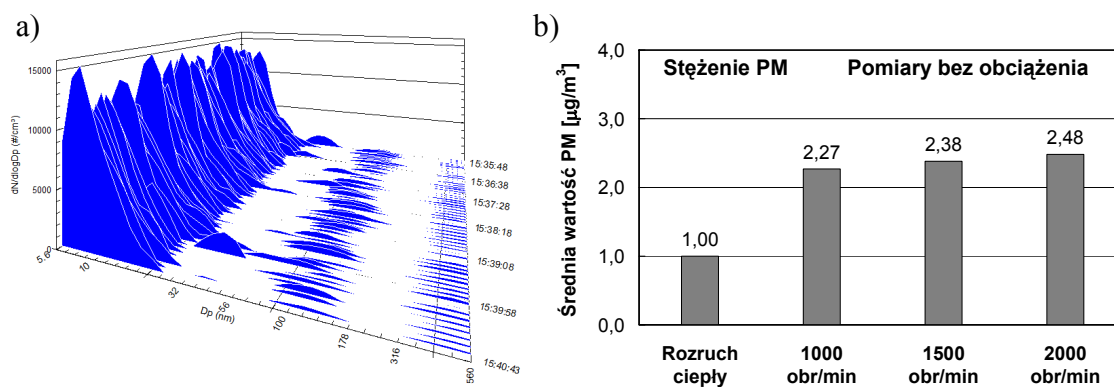 a)
15000
10000
5000
0
dN/dlogDp (#/cm³)
5.6
10
32
56
100
178
316
560
Dp (nm)
15:35:48
15:36:38
15:37:28
15:38:18
15:39:08
15:39:58
15:40:43
b)
Średnia wartość PM [µg/m³]
4,0
3,0
2,0
1,0
0,0
Stężenie PM Pomiary bez obciążenia
1,00
2,27
2,38
2,48
Rozruch ciepły
1000 obr/min
1500 obr/min
2000 obr/min